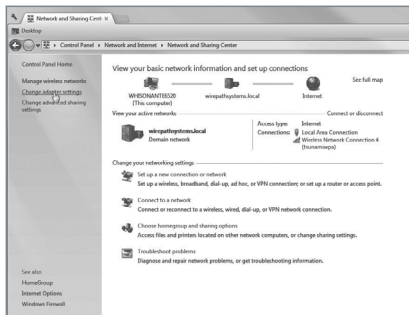 Network and Sharing Cent
Desktop
Control Panel ▸ Network and Internet ▸ Network and Sharing Center
Control Panel Home
Manage wireless networks
Change adapter settings
Change advanced sharing
settings
View your basic network information and set up connections
See full map
WHISONANTE6520
(This computer)
wirepathsystems.local
Internet
View your active networks
Connect or disconnect
wirepathsystems.local
Domain network
Access type: Internet
Connections: Local Area Connection
Wireless Network Connection 4
(tsunamiwpa)
Change your networking settings
Set up a new connection or network
Set up a wireless, broadband, dial-up, ad hoc, or VPN connection; or set up a router or access point.
Connect to a network
Connect or reconnect to a wireless, wired, dial-up, or VPN network connection.
Choose homegroup and sharing options
Access files and printers located on other network computers, or change sharing settings.
Troubleshoot problems
Diagnose and repair network problems, or get troubleshooting information.
See also
HomeGroup
Internet Options
Windows Firewall